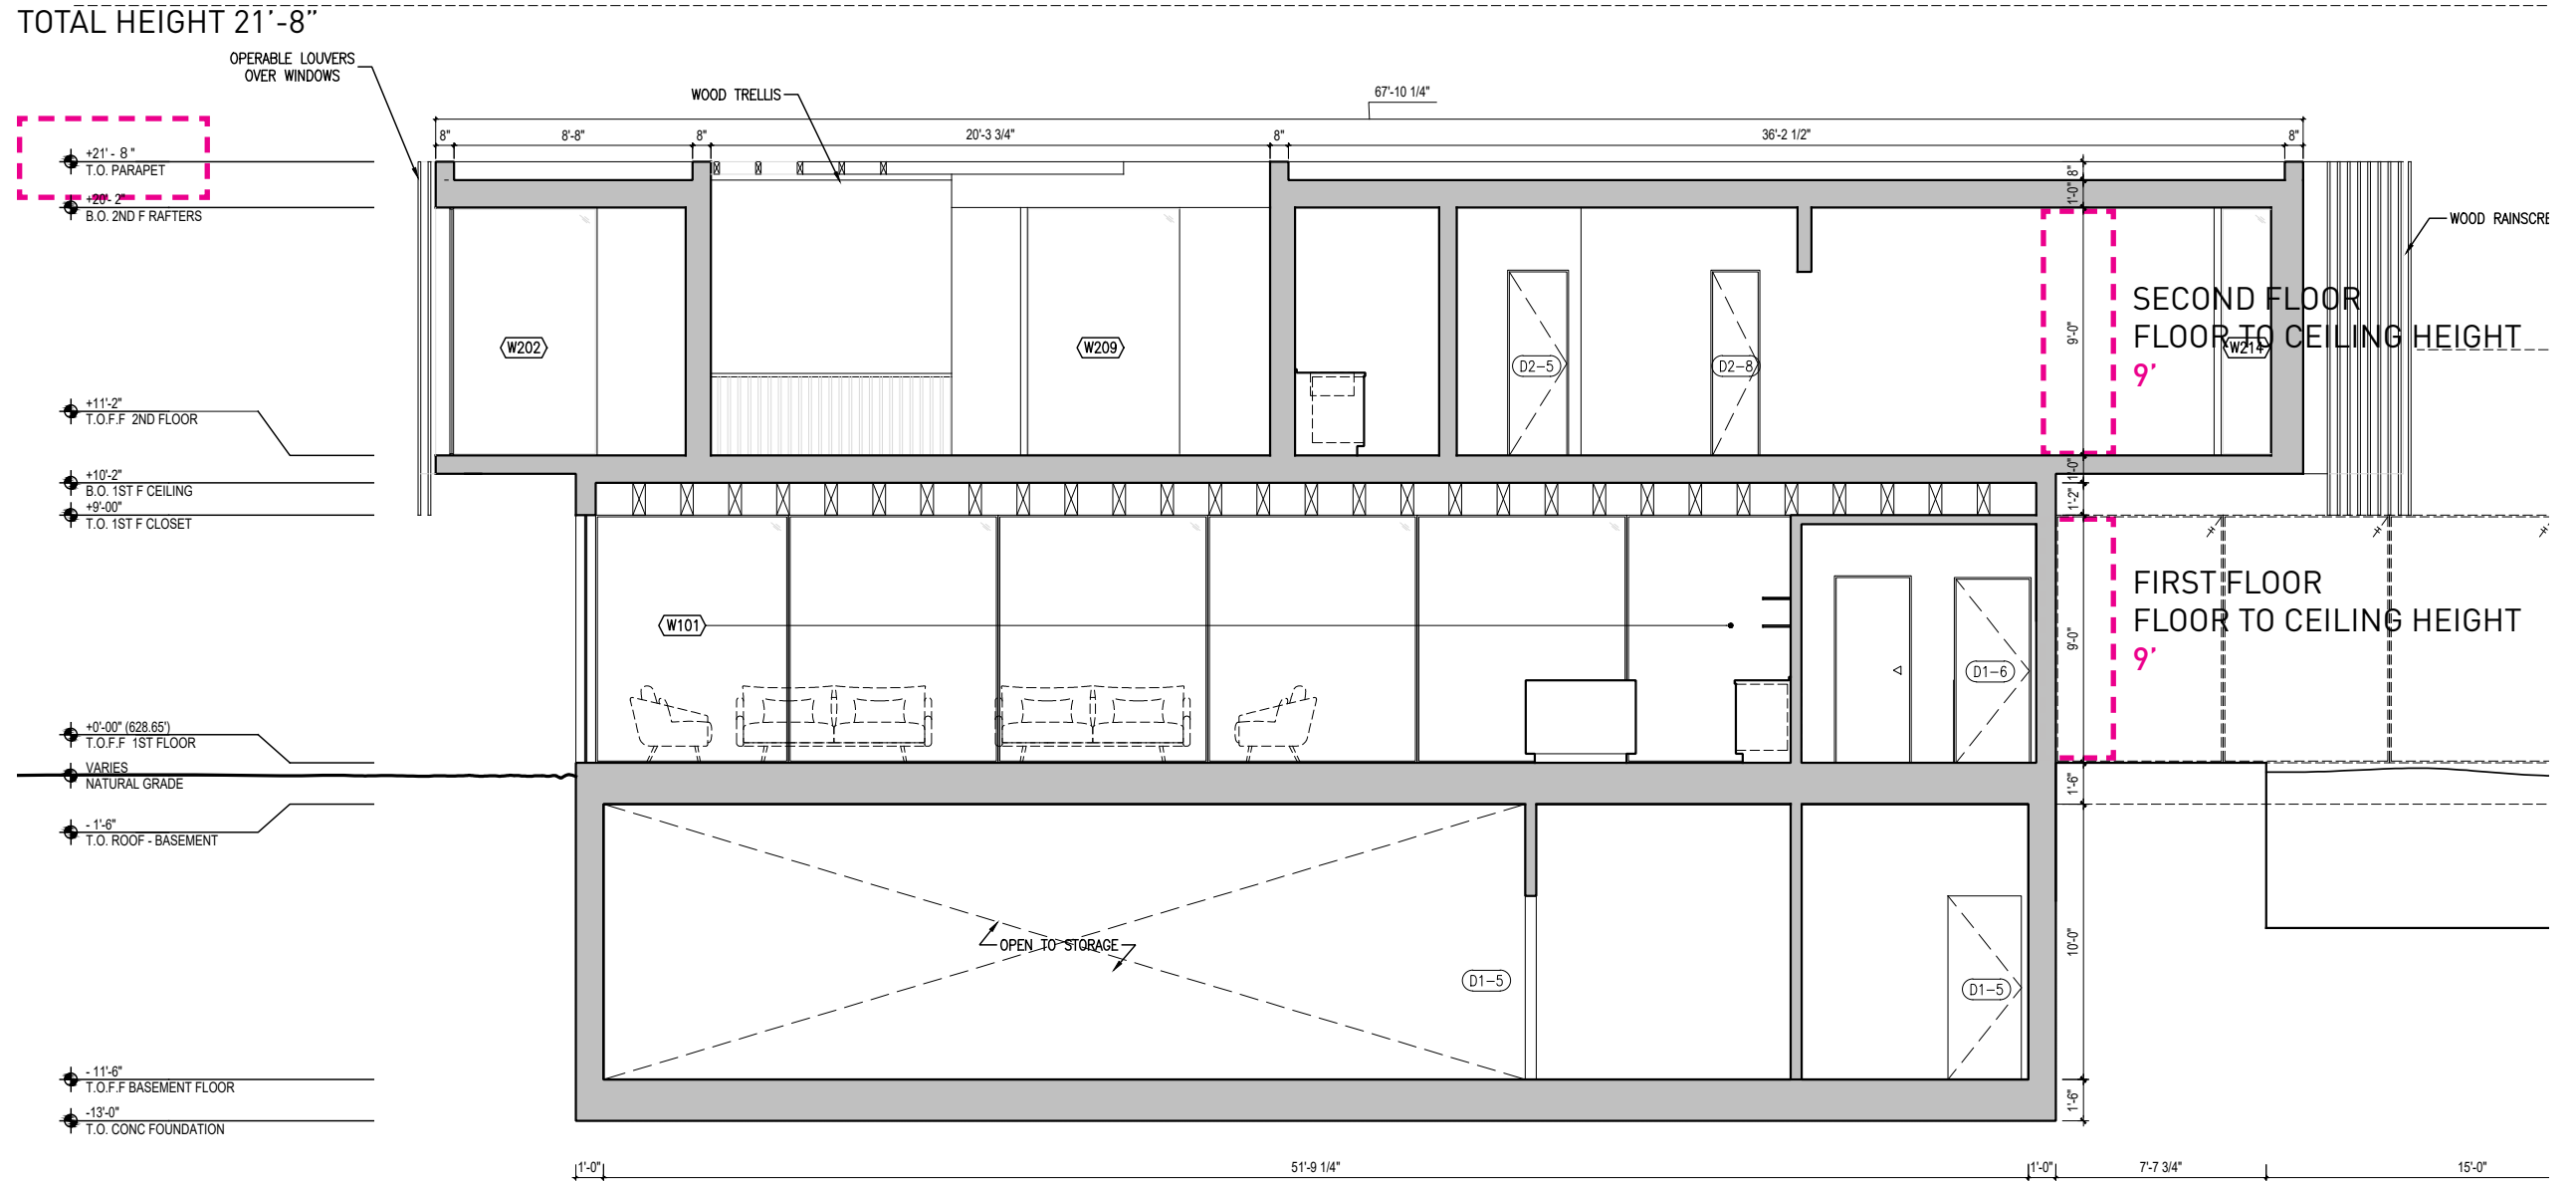 TOTAL HEIGHT 21'-8"
OPERABLE LOUVERS
OVER WINDOWS
WOOD TRELLIS
67'-10 1/4"
8"
8'-8"
8"
20'-3 3/4"
8"
36'-2 1/2"
8"
+21'- 8 "
T.O. PARAPET
+20'- 2"
B.O. 2ND F RAFTERS
8"
1'-0"
WOOD RAINSCRE
SECOND FLOOR
FLOOR TO CEILING HEIGHT
9'
9'-0"
W202
W209
W214
D2-5
D2-8
+11'-2"
T.O.F.F 2ND FLOOR
+10'-2"
B.O. 1ST F CEILING
+9'-00"
T.O. 1ST F CLOSET
1'-0"
1'-2"
FIRST FLOOR
FLOOR TO CEILING HEIGHT
9'
9'-0"
W101
D1-6
+0'-00" (628.65')
T.O.F.F 1ST FLOOR
VARIES
NATURAL GRADE
- 1'-6"
T.O. ROOF - BASEMENT
1'-6"
OPEN TO STORAGE
10'-0"
D1-5
D1-5
- 11'-6"
T.O.F.F BASEMENT FLOOR
-13'-0"
T.O. CONC FOUNDATION
1'-6"
1'-0"
51'-9 1/4"
1'-0"
7'-7 3/4"
15'-0"